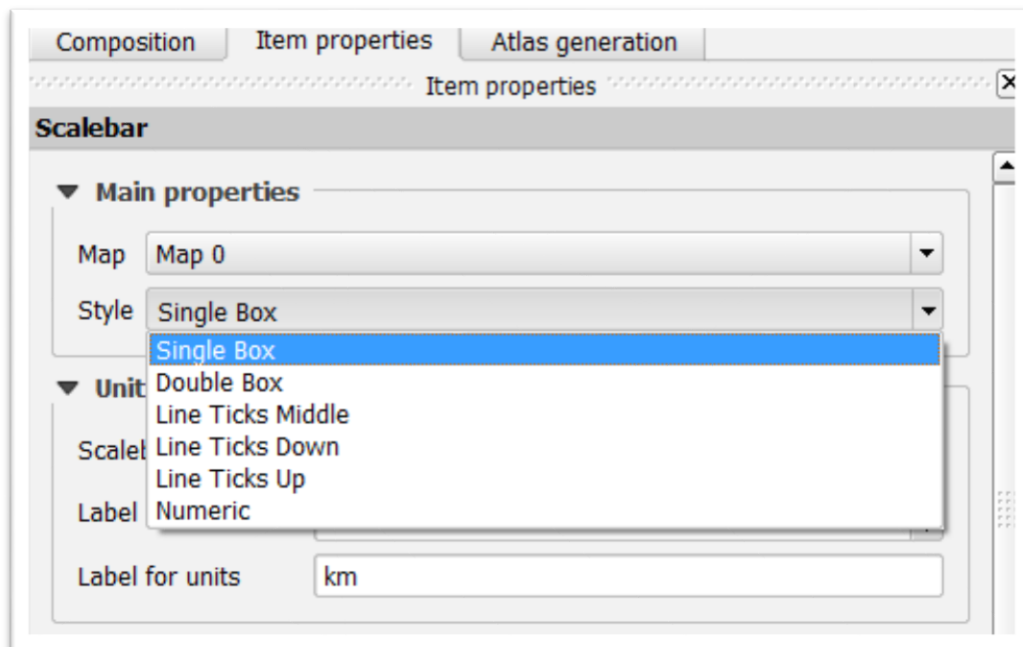 Composition Item properties Atlas generation
Item properties
Scalebar
Main properties
Map Map 0
Style Single Box
Single Box
Double Box
Line Ticks Middle
Line Ticks Down
Line Ticks Up
Numeric
Label
Label for units km